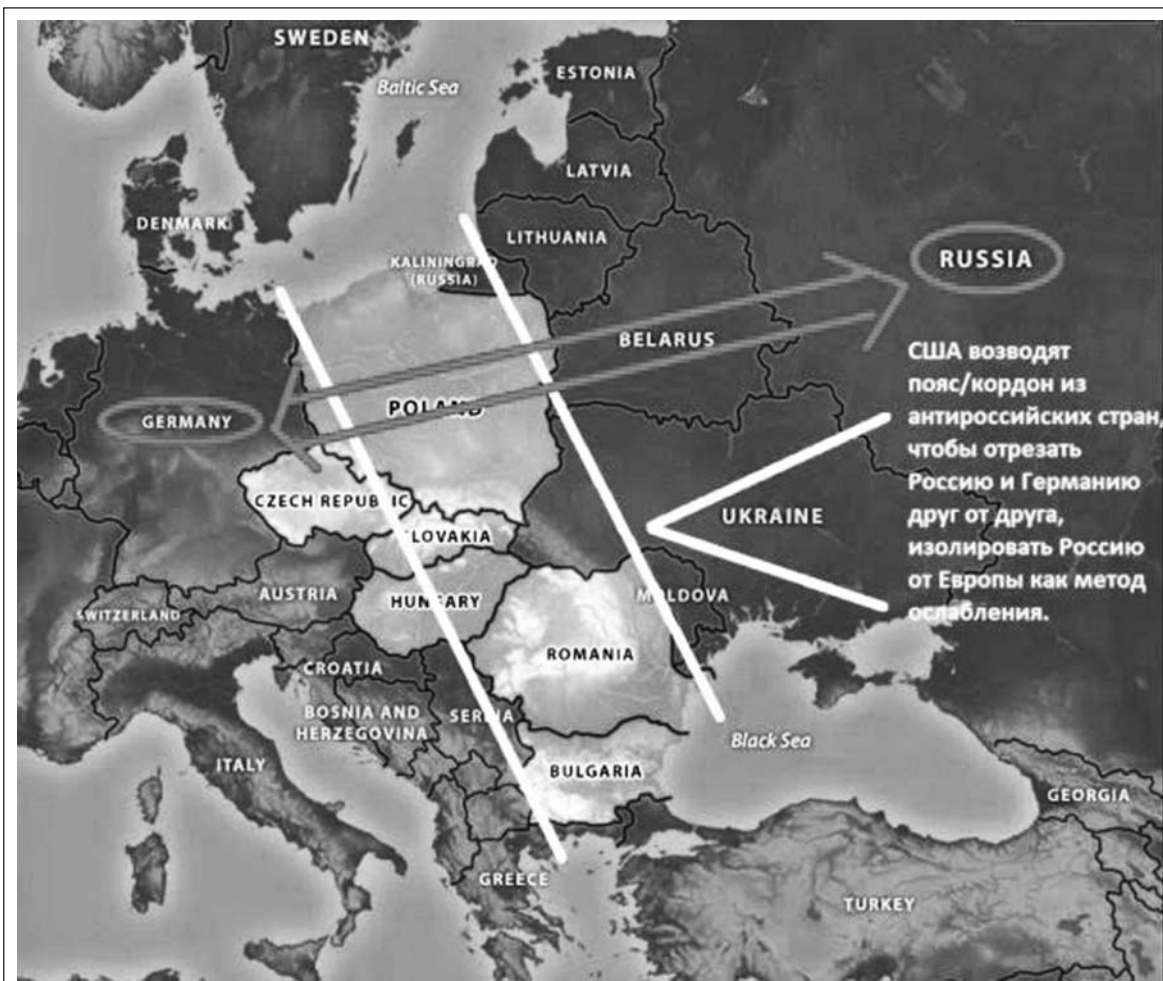 SWEDEN
Baltic Sea
ESTONIA
LATVIA
DENMARK
LITHUANIA
KALININGRAD
(RUSSIA)
RUSSIA
BELARUS
США возводят
пояс/кордон из
антироссийских стран,
чтобы отрезать
Россию и Германию
друг от друга,
изолировать Россию
от Европы как метод
ослабления.
POLAND
GERMANY
CZECH REPUBLIC
UKRAINE
SLOVAKIA
AUSTRIA
HUNGARY
MOLDOVA
SWITZERLAND
ROMANIA
CROATIA
BOSNIA AND
HERZEGOVINA
SERBIA
Black Sea
ITALY
BULGARIA
GEORGIA
GREECE
TURKEY